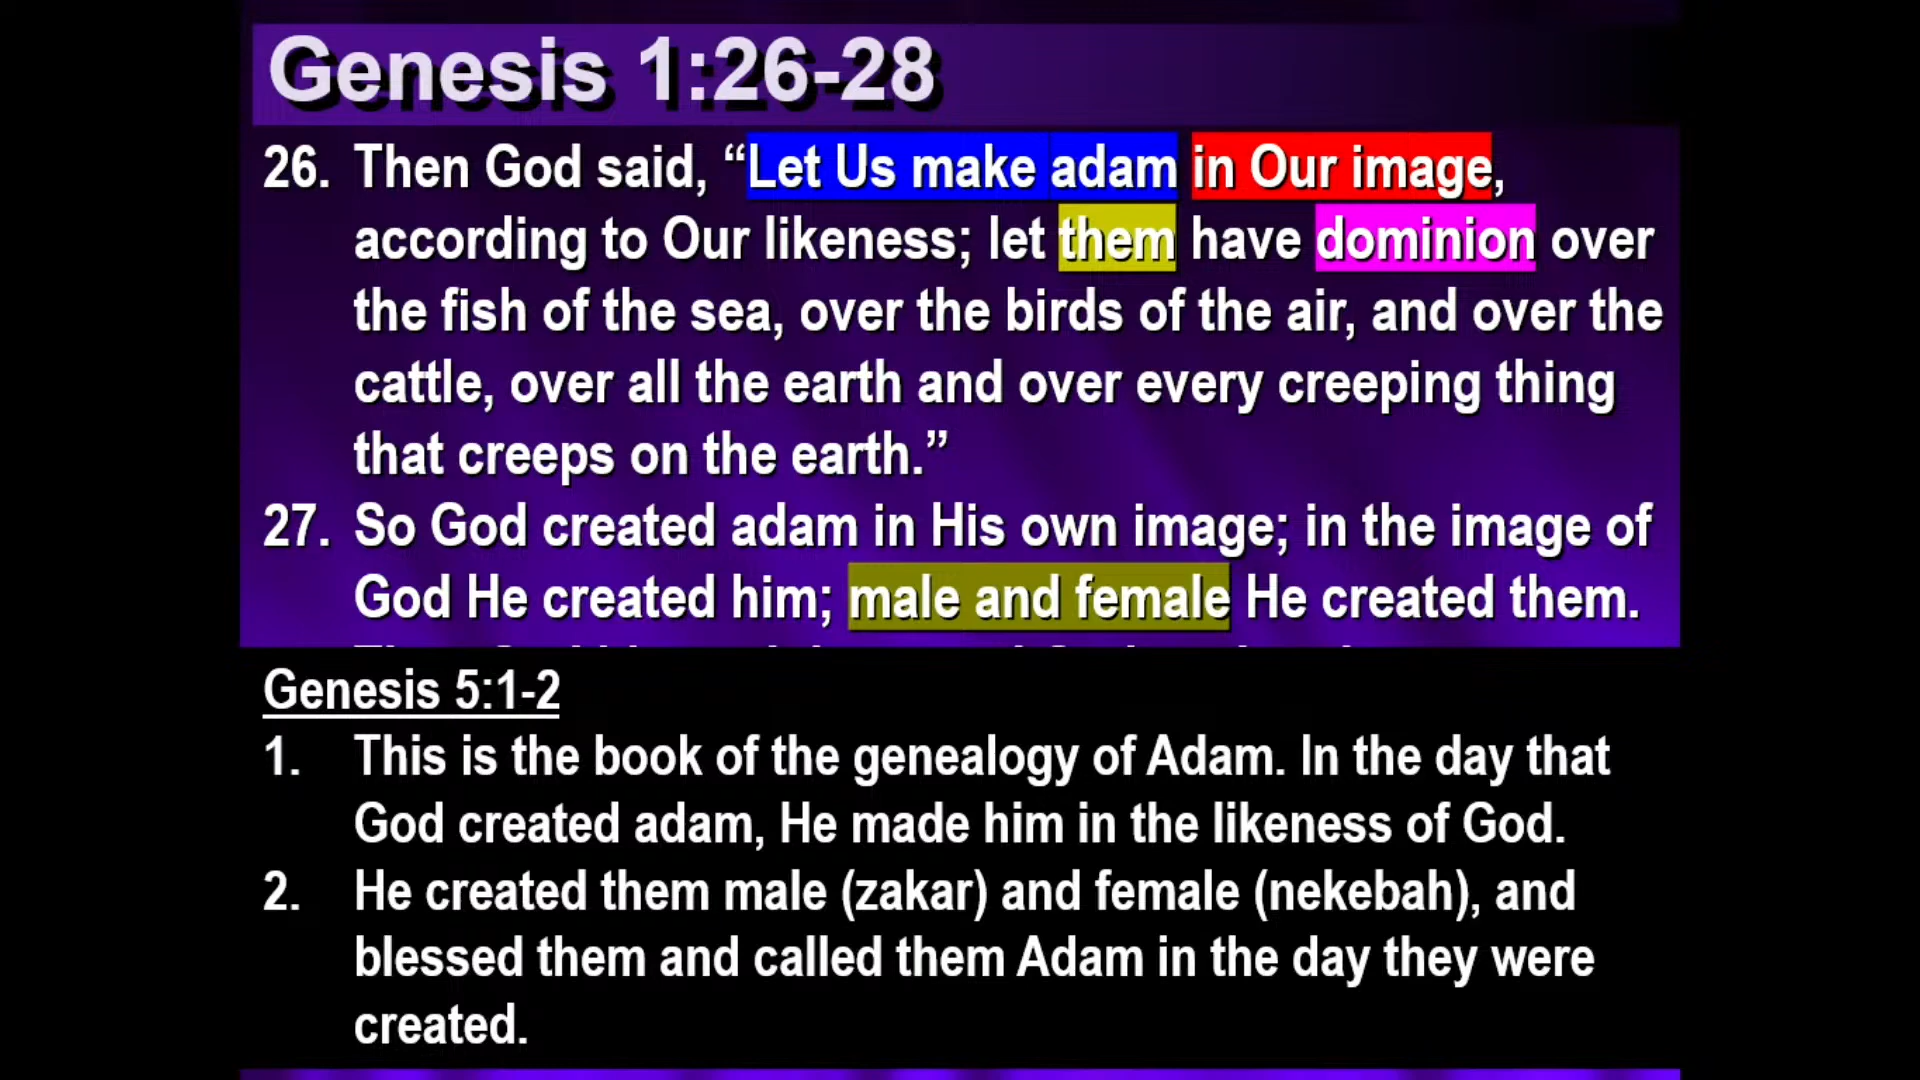 Genesis 1:26-28
26. Then God said, “Let Us make adam in Our image,
according to Our likeness; let them have dominion over
the fish of the sea, over the birds of the air, and over the
cattle, over all the earth and over every creeping thing
that creeps on the earth.”
27. So God created adam in His own image; in the image of
God He created him; male and female He created them.
Genesis 5:1-2
1. This is the book of the genealogy of Adam. In the day that
God created adam, He made him in the likeness of God.
2. He created them male (zakar) and female (nekebah), and
blessed them and called them Adam in the day they were
created.